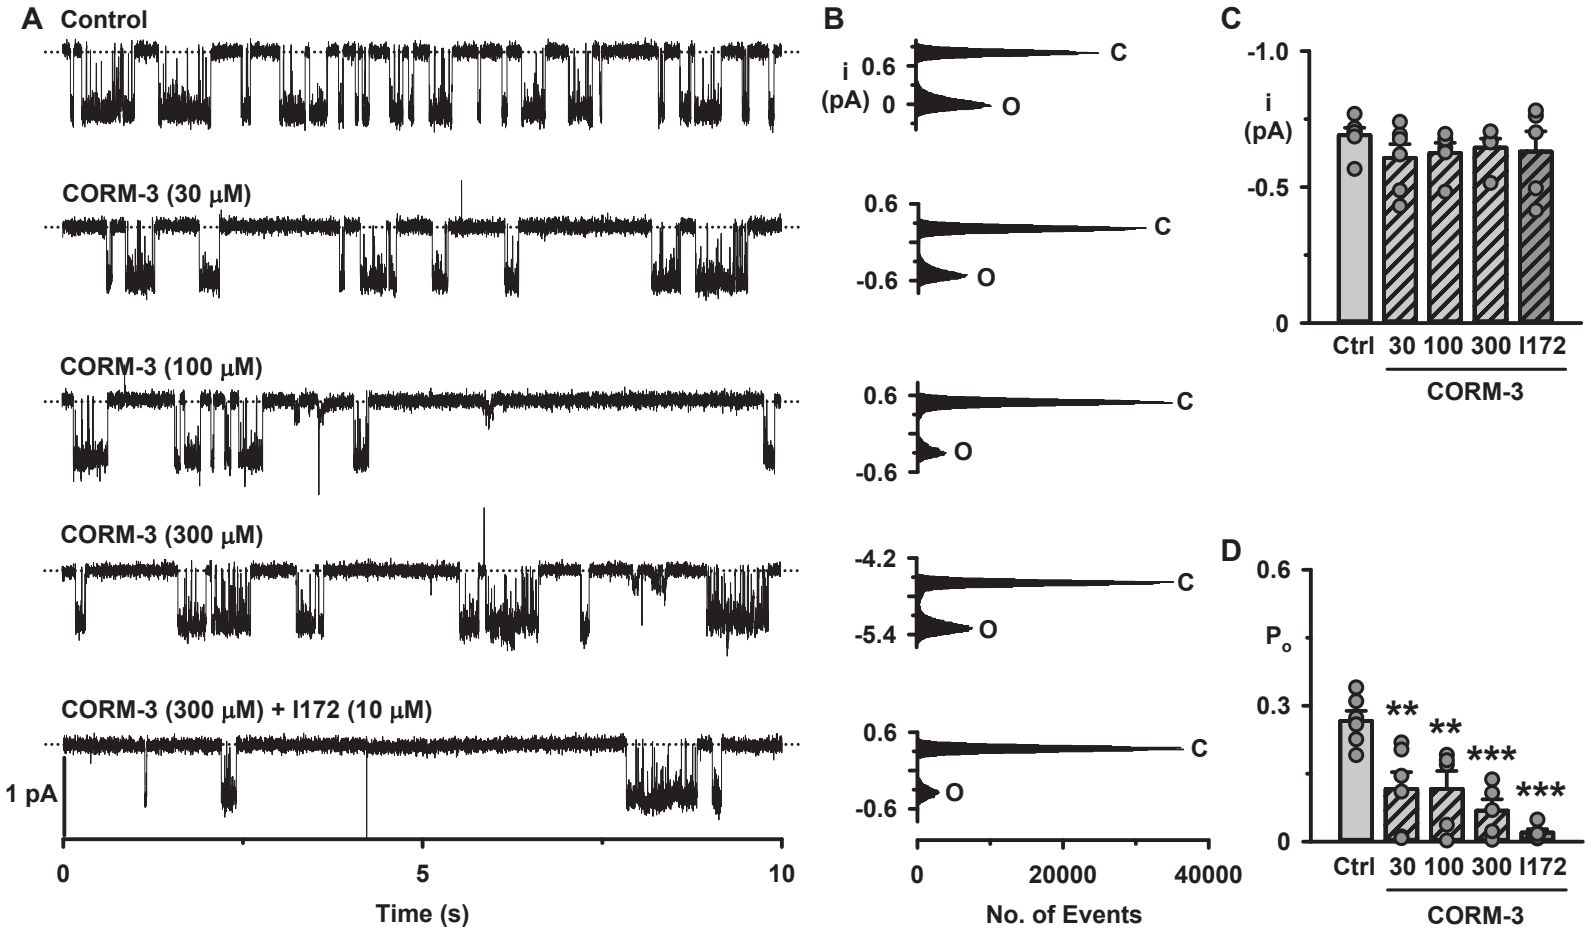 A
Control
CORM-3 (30 µM)
CORM-3 (100 µM)
CORM-3 (300 µM)
CORM-3 (300 µM) + I172 (10 µM)
1 pA
0
5
10
Time (s)
B
i
(pA)
0.6
0
C
O
0.6
-0.6
C
O
0.6
-0.6
C
O
-4.2
-5.4
C
O
0.6
-0.6
C
O
0
20000
40000
No. of Events
C
-1.0
i
(pA)
-0.5
0
Ctrl 30 100 300 I172
CORM-3
D
0.6
Po
0.3
0
** ** *** ***
Ctrl 30 100 300 I172
CORM-3